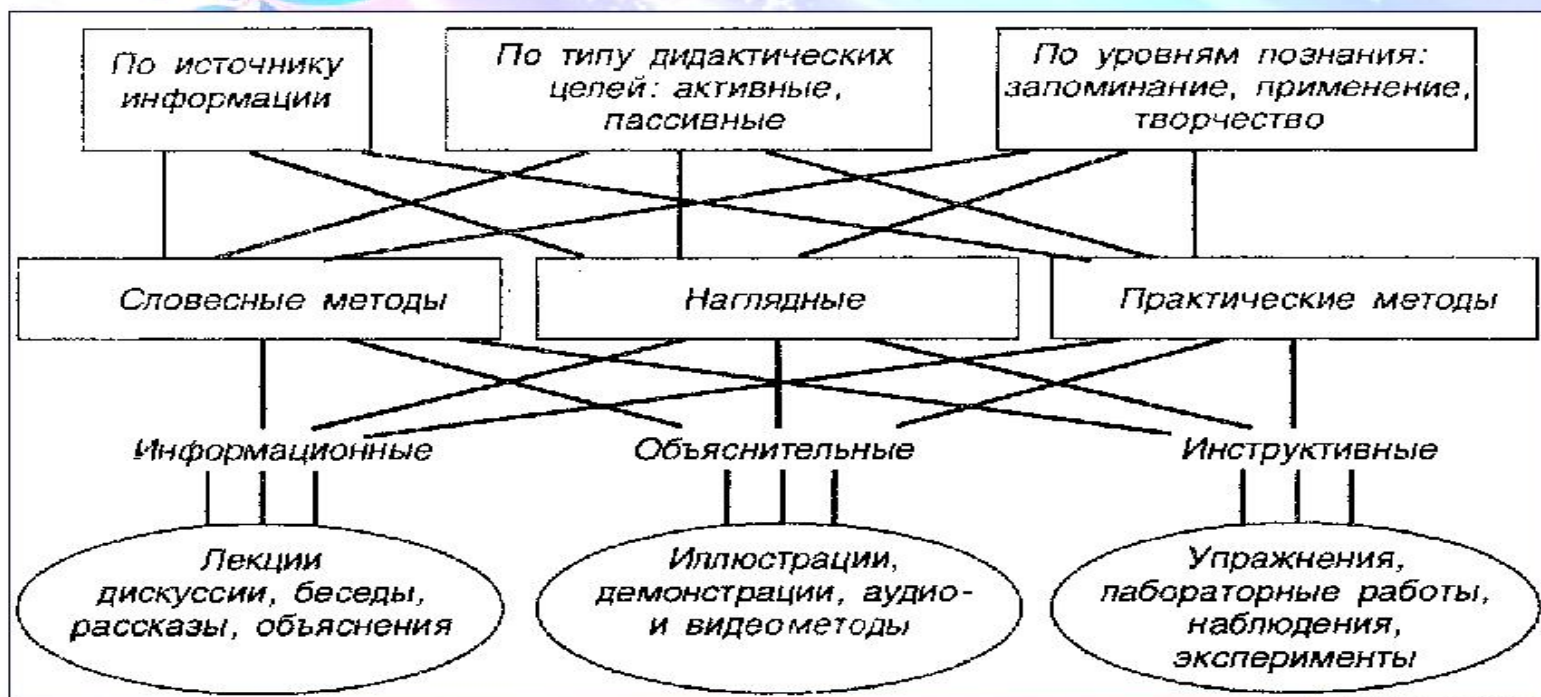 По источнику
информации
По типу дидактических
целей: активные,
пассивные
По уровням познания:
запоминание, применение,
творчество
Словесные методы
Наглядные
Практические методы
Информационные
Объяснительные
Инструктивные
Лекции
дискуссии, беседы,
рассказы, объяснения
Иллюстрации,
демонстрации, аудио-
и видеометоды
Упражнения,
лабораторные работы,
наблюдения,
эксперименты